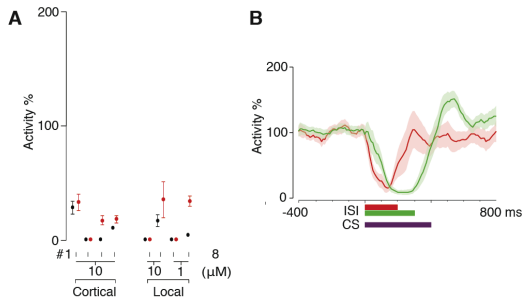 A
200
Activity %
100
0
#1
8
10
10
1
(µM)
Cortical
Local
B
200
Activity %
100
0
-400
ISI
800 ms
CS